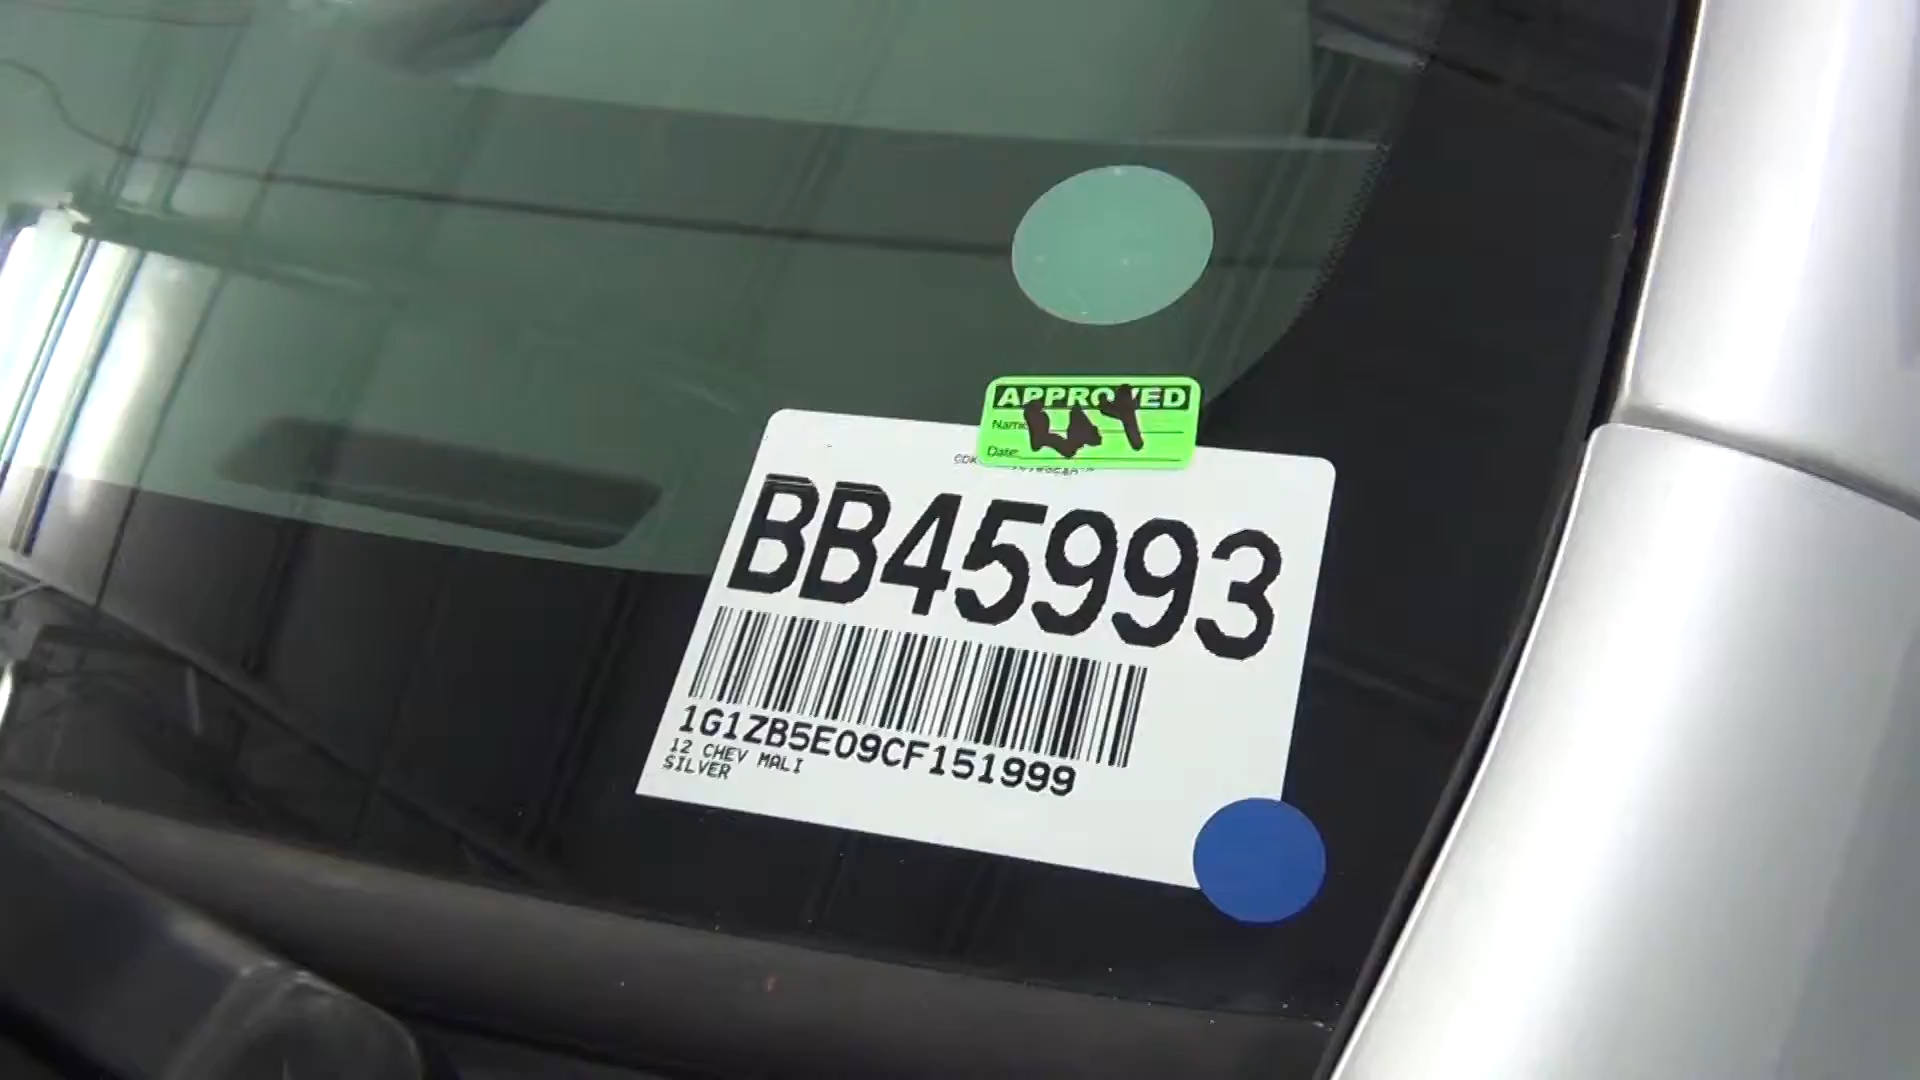 APPROVED
Name
Date
BB45993
1G1ZB5E09CF151999
12 CHEV MALI
SILVER